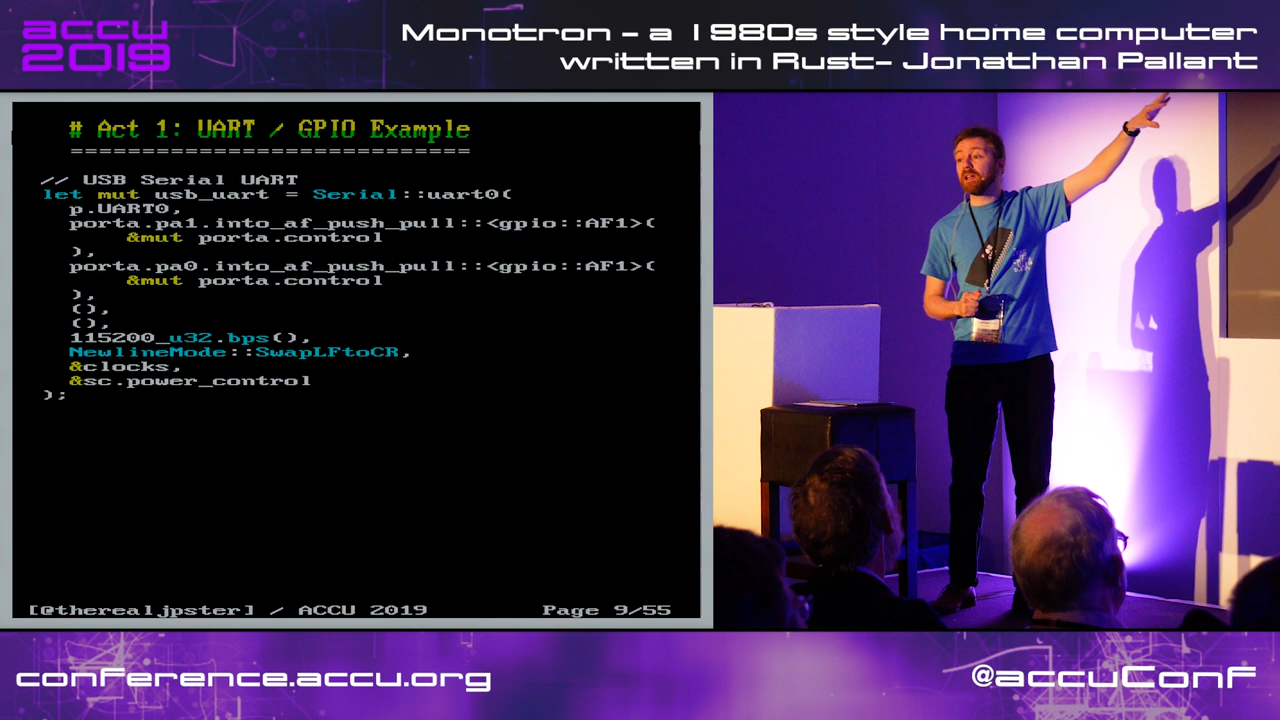 accu
2019
Monotron - a 1980s style home computer
written in Rust- Jonathan Pallant
# Act 1: UART / GPIO Example
============================
// USB Serial UART
let mut usb_uart = Serial::uart0(
p.UART0,
porta.pa1.into_af_push_pull::<gpio::AF1>(
&mut porta.control
),
porta.pa0.into_af_push_pull::<gpio::AF1>(
&mut porta.control
),
(),
(),
115200_u32.bps(),
NewlineMode::SwapLFtoCR,
&clocks,
&sc.power_control
);
[@therealjpster] / ACCU 2019
Page 9/55
conference.accu.org
@accuConf